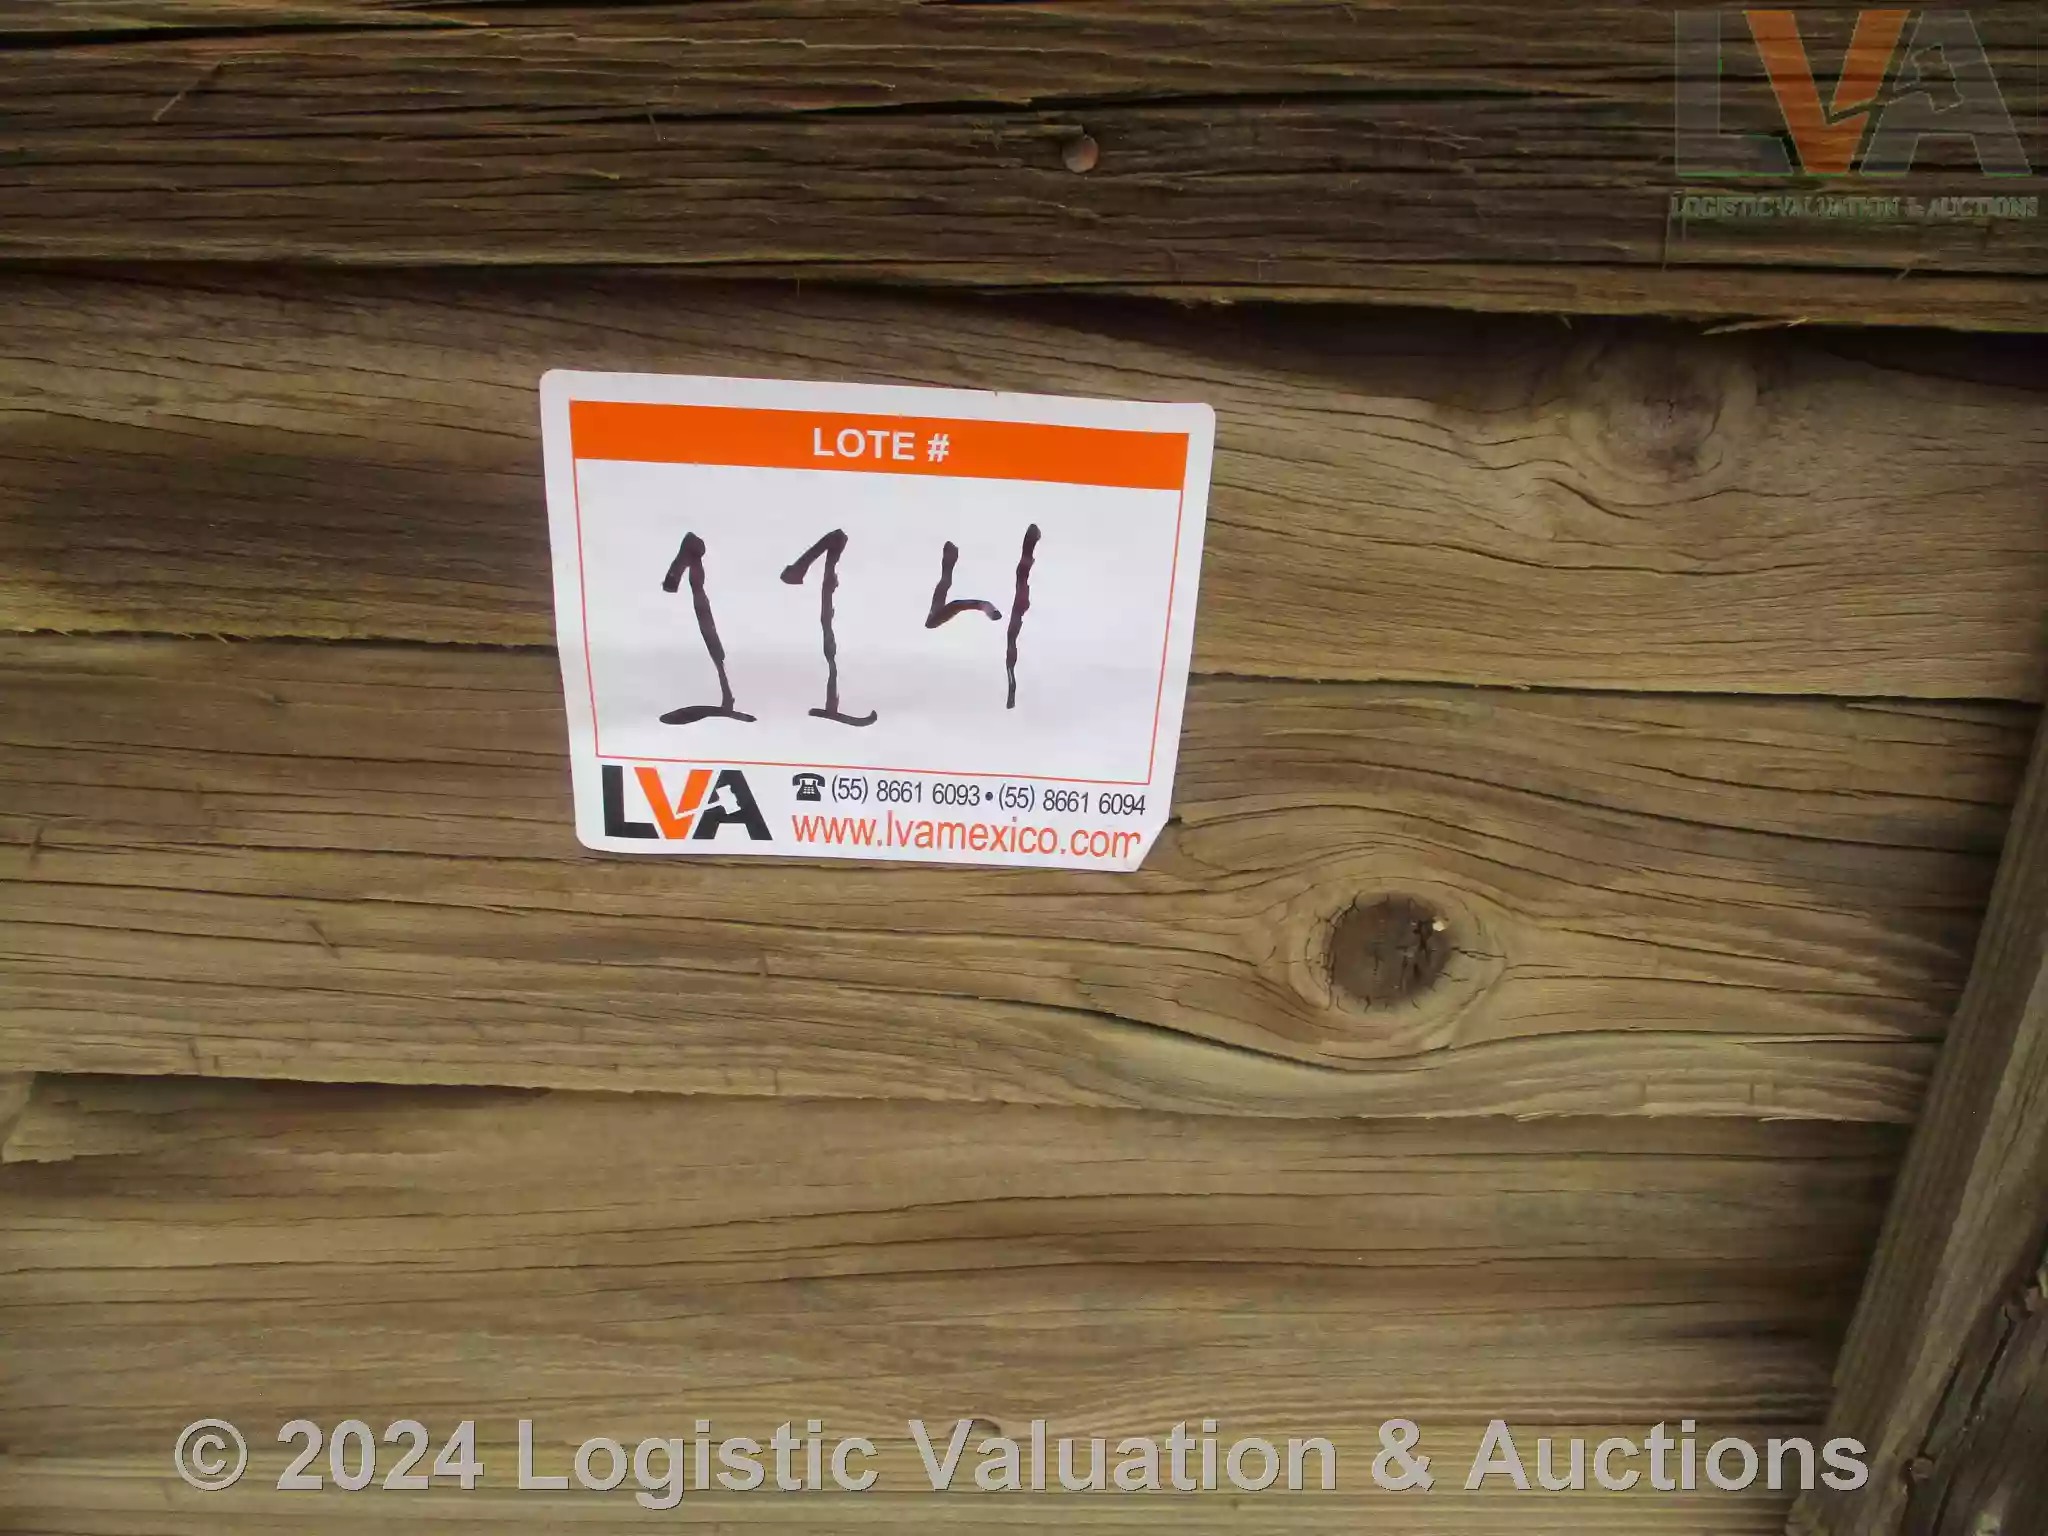 LVA
LOGISTIC VALUATION & AUCTIONS
LOTE #
114
LVA
(55) 8661 6093 • (55) 8661 6094
www.lvamexico.com
© 2024 Logistic Valuation & Auctions